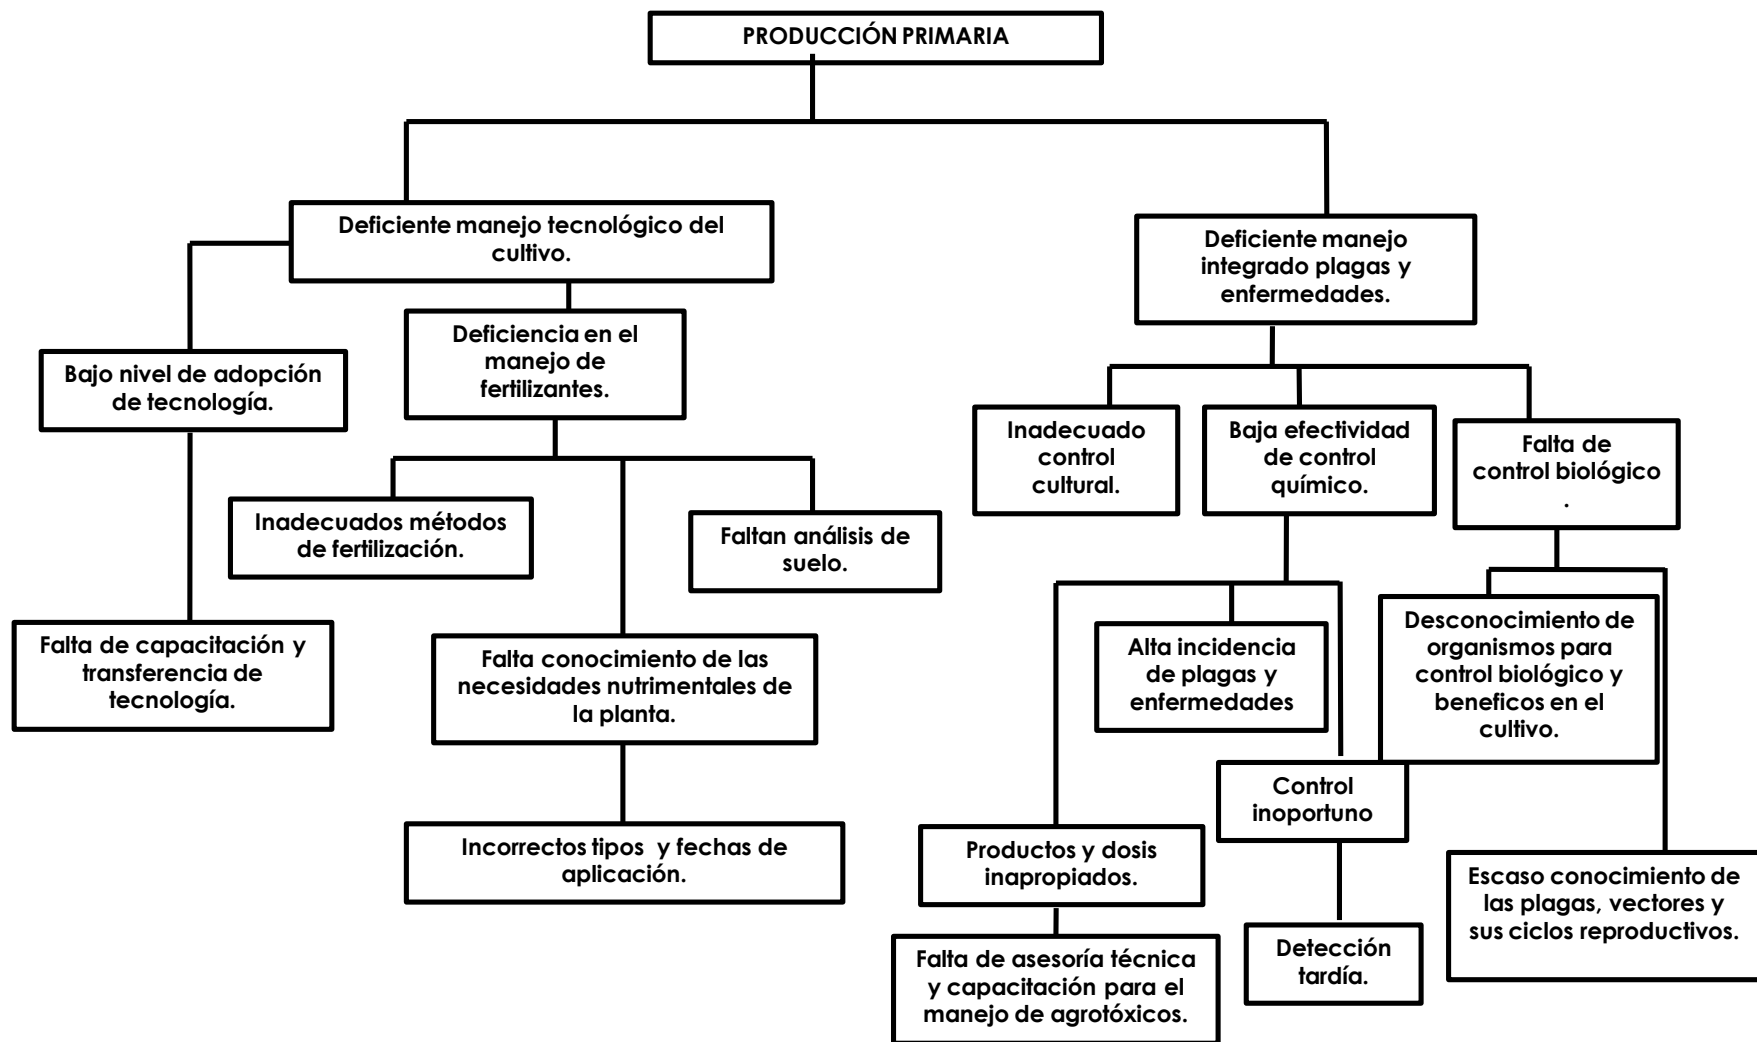 PRODUCCIÓN PRIMARIA
Deficiente manejo tecnológico del
cultivo.
Deficiente manejo
integrado plagas y
enfermedades.
Deficiencia en el
manejo de
fertilizantes.
Bajo nivel de adopción
de tecnología.
Inadecuado
control
cultural.
Baja efectividad
de control
químico.
Falta de
control biológico
.
Inadecuados métodos
de fertilización.
Faltan análisis de
suelo.
Falta de capacitación y
transferencia de
tecnología.
Falta conocimiento de las
necesidades nutrimentales de
la planta.
Alta incidencia
de plagas y
enfermedades
Desconocimiento de
organismos para
control biológico y
beneficos en el
cultivo.
Control
inoportuno
Incorrectos tipos y fechas de
aplicación.
Productos y dosis
inapropiados.
Escaso conocimiento de
las plagas, vectores y
sus ciclos reproductivos.
Falta de asesoría técnica
y capacitación para el
manejo de agrotóxicos.
Detección
tardía.